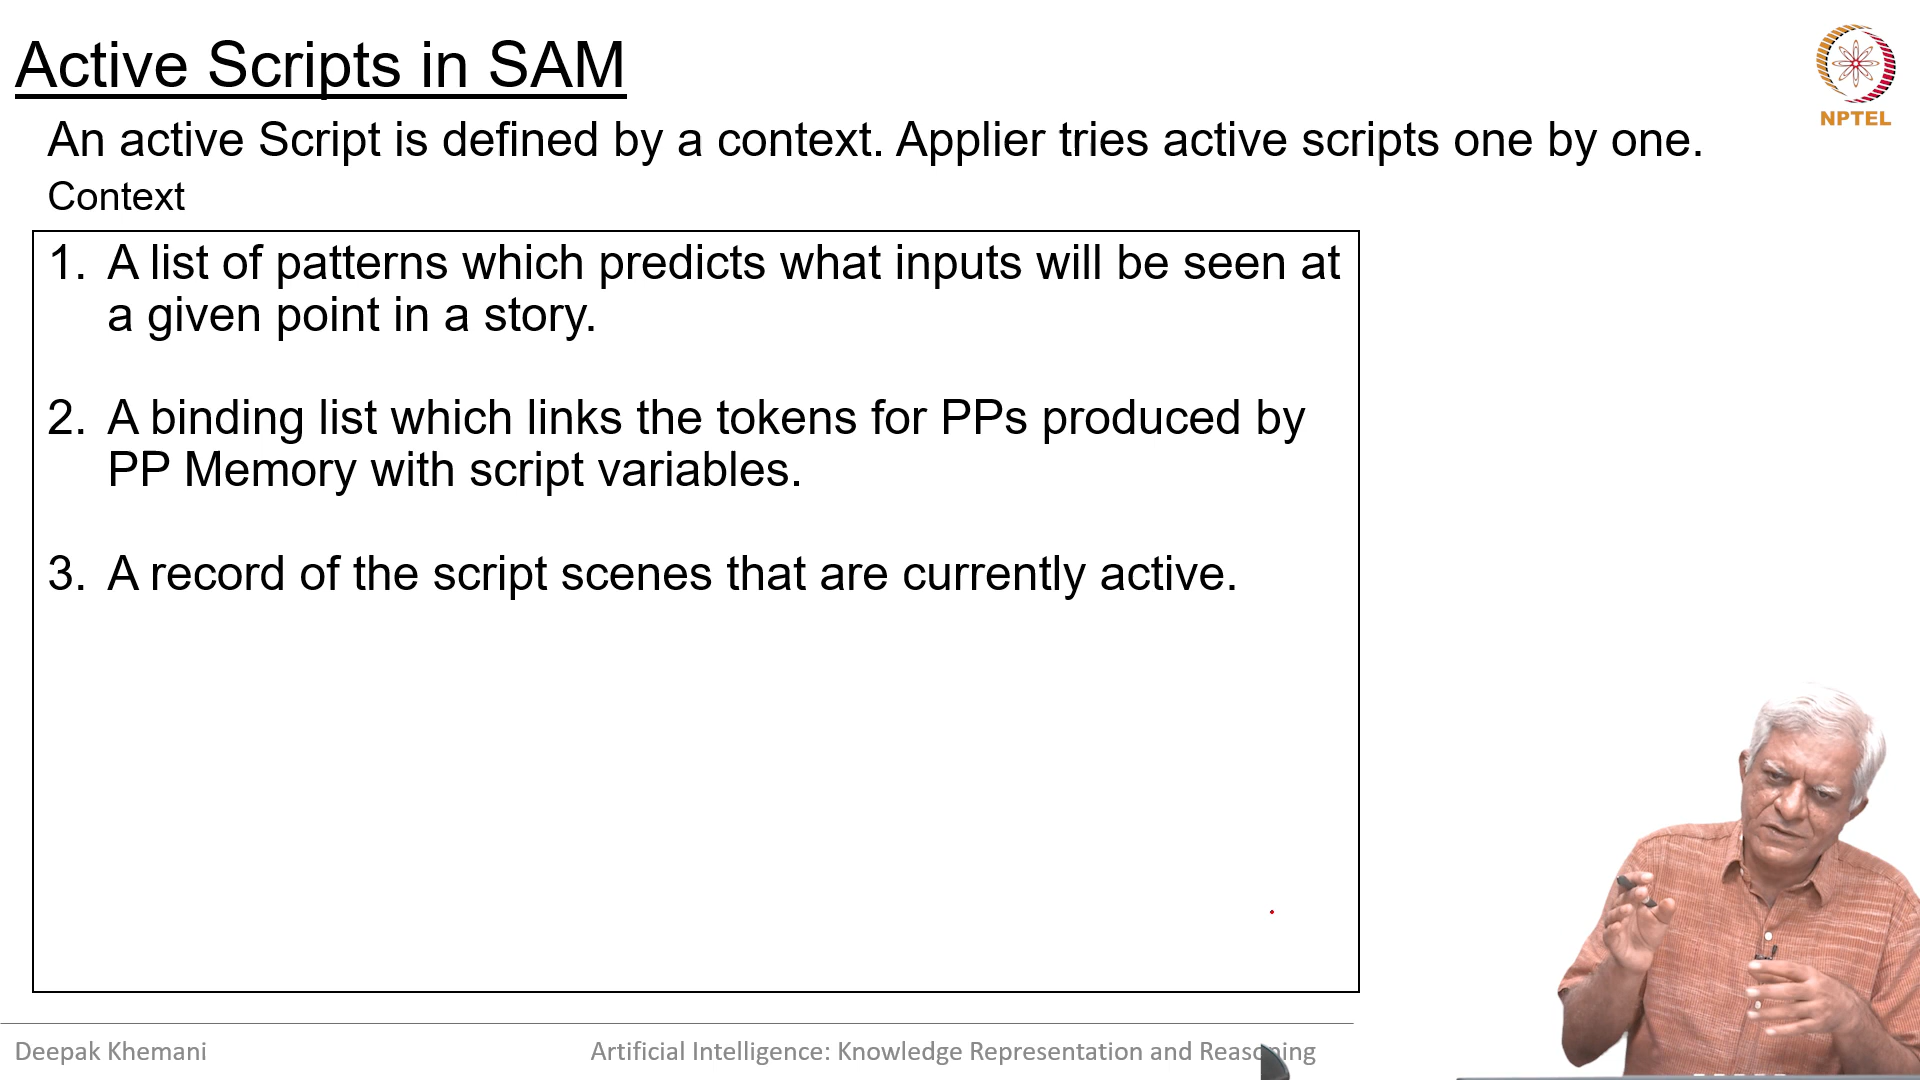 Active Scripts in SAM
NPTEL
An active Script is defined by a context. Applier tries active scripts one by one.
Context
1. A list of patterns which predicts what inputs will be seen at
a given point in a story.
2. A binding list which links the tokens for PPs produced by
PP Memory with script variables.
3. A record of the script scenes that are currently active.
Deepak Khemani
Artificial Intelligence: Knowledge Representation and Reasoning